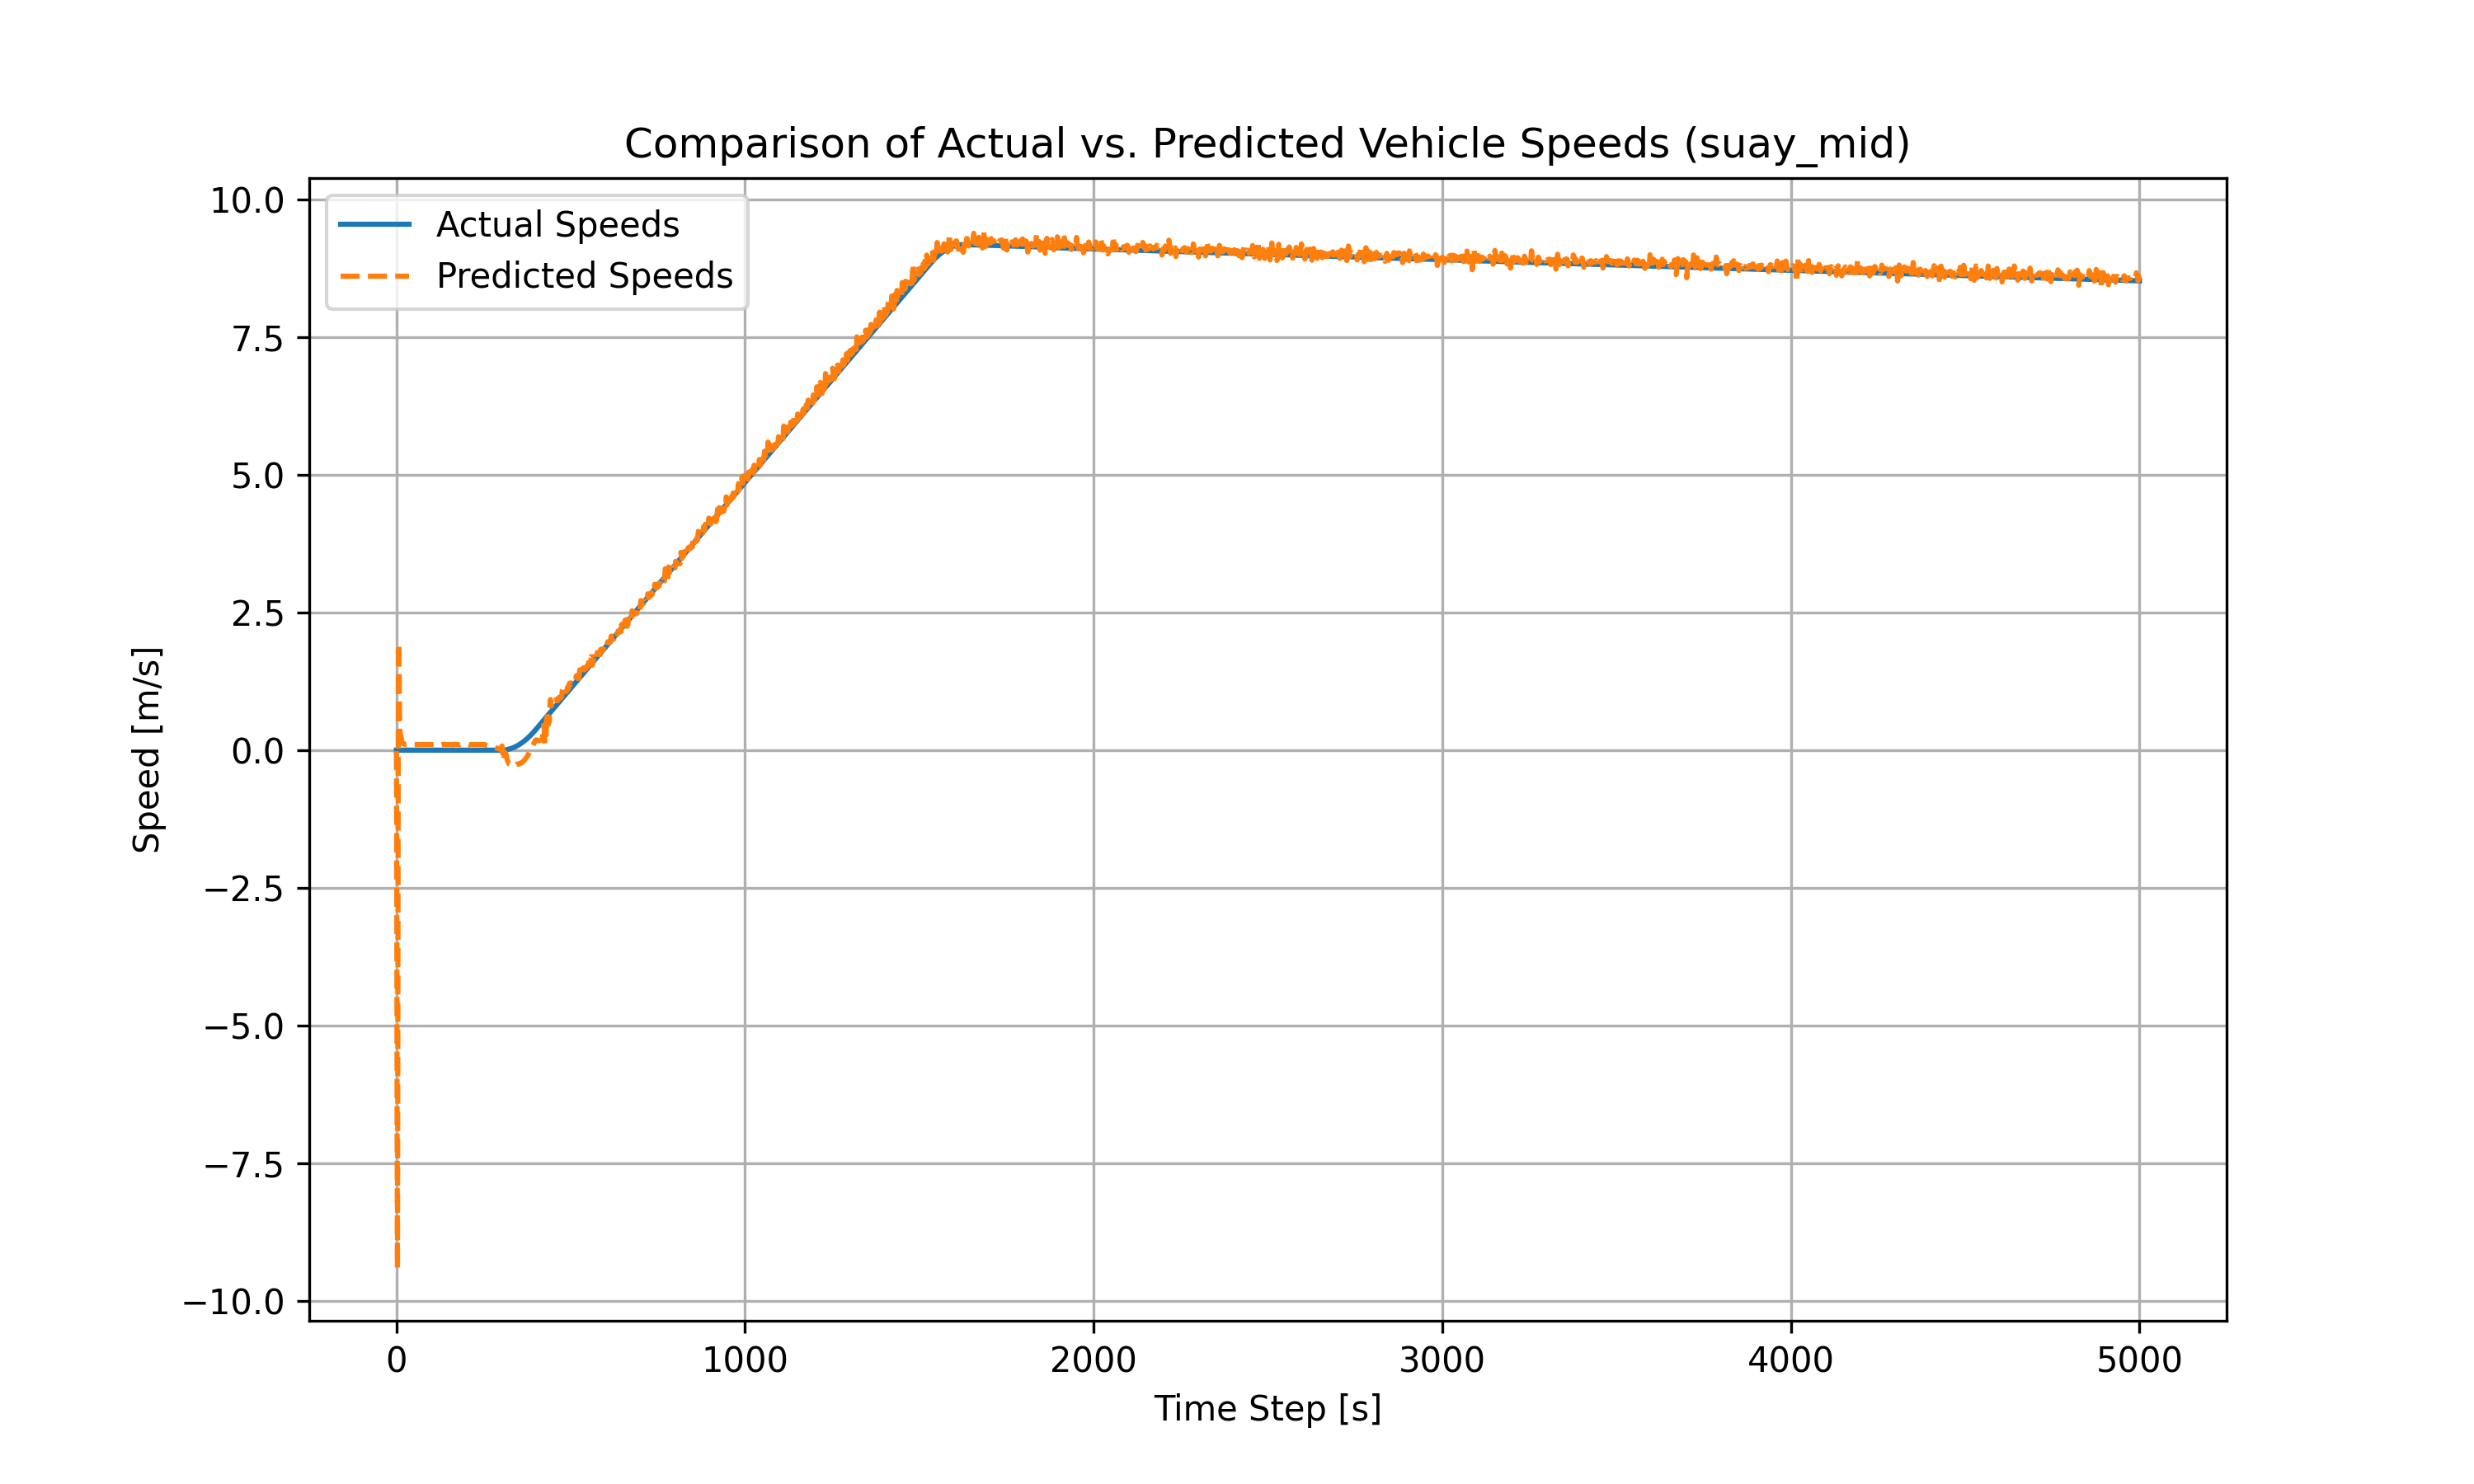 Comparison of Actual vs. Predicted Vehicle Speeds (suay_mid)
Actual Speeds
Predicted Speeds
10.0
7.5
5.0
2.5
0.0
−2.5
−5.0
−7.5
−10.0
Speed [m/s]
0 1000 2000 3000 4000 5000
Time Step [s]